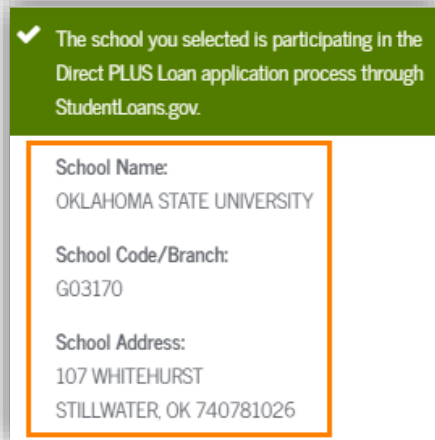 The school you selected is participating in the
Direct PLUS Loan application process through
StudentLoans.gov.
School Name:
OKLAHOMA STATE UNIVERSITY
School Code/Branch:
G03170
School Address:
107 WHITEHURST
STILLWATER, OK 740781026